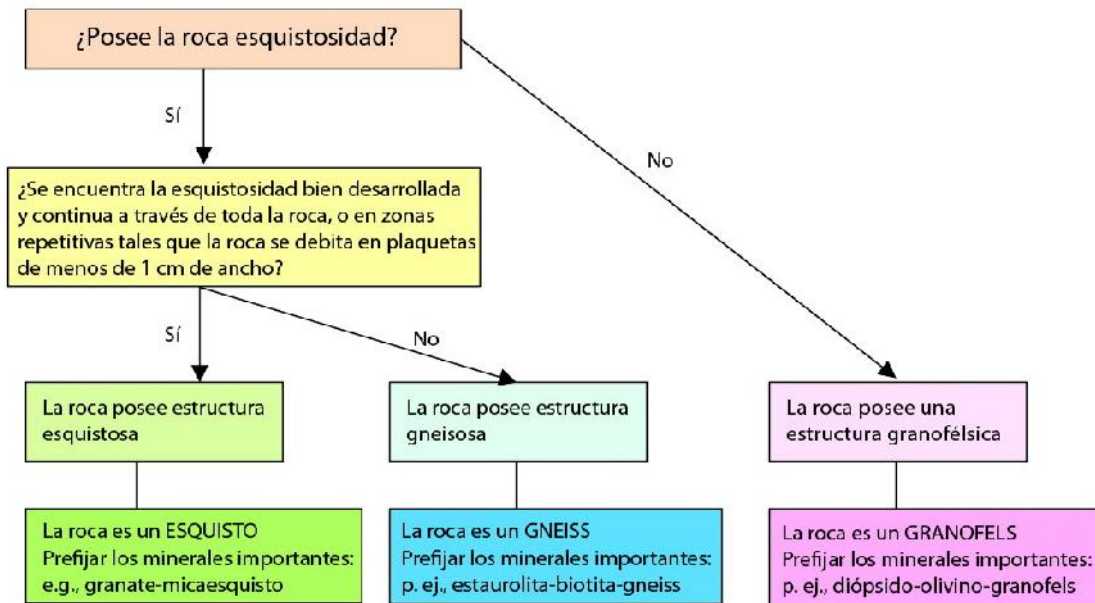 ¿Posee la roca esquistosidad?
Sí
No
¿Se encuentra la esquistosidad bien desarrollada
y continua a través de toda la roca, o en zonas
repetitivas tales que la roca se debita en plaquetas
de menos de 1 cm de ancho?
Sí
No
La roca posee estructura
esquistosa
La roca posee estructura
gneisosa
La roca posee una
estructura granofélsica
La roca es un ESQUISTO
Prefijar los minerales importantes:
e.g., granate-micaesquisto
La roca es un GNEISS
Prefijar los minerales importantes:
p. ej., estaurolita-biotita-gneiss
La roca es un GRANOFELS
Prefijar los minerales importantes:
p. ej., diópsido-olivino-granofels